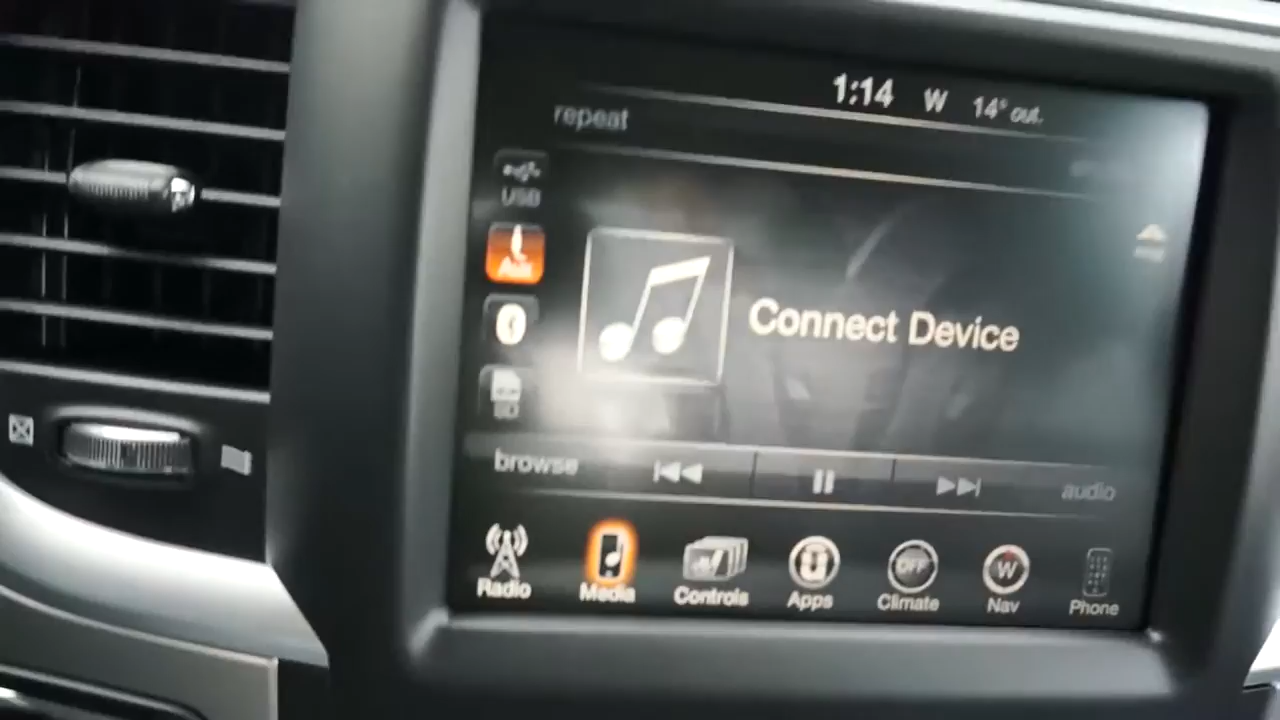 1:14 W 14° out.
repeat
USB
Aux
SD
Connect Device
browse
audio
Radio
Media
Controls
Apps
OFF
Climate
W
Nav
Phone